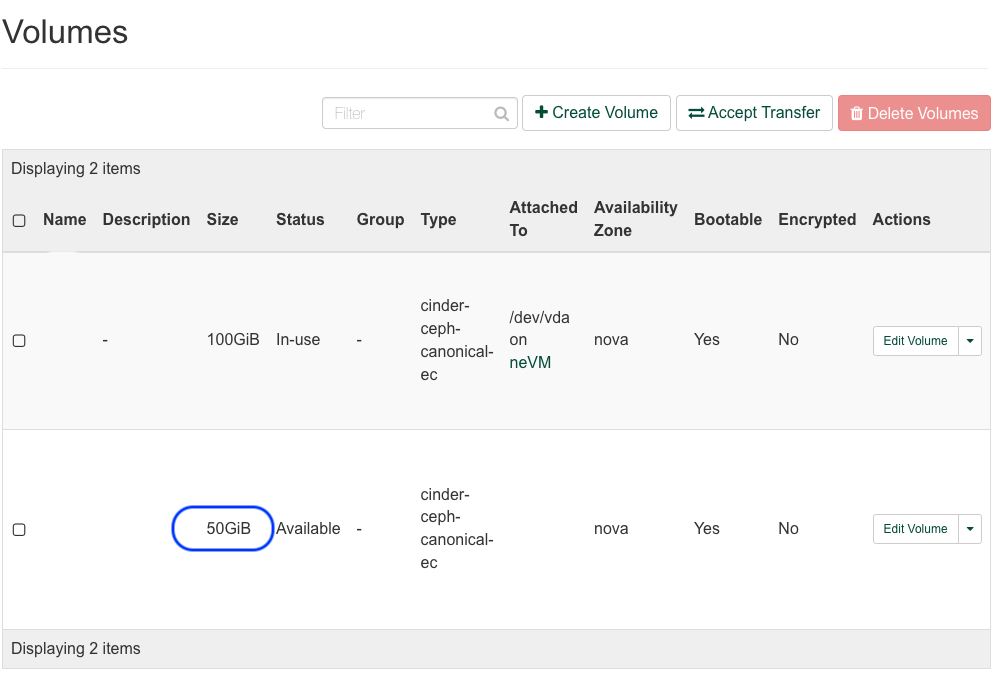 Volumes
Filter
Create Volume
Accept Transfer
Delete Volumes
Displaying 2 items
Name Description Size Status Group Type Attached To Availability Zone Bootable Encrypted Actions
- 100GiB In-use - cinder-ceph-canonical-ec /dev/vda on neVM nova Yes No Edit Volume
50GiB Available - cinder-ceph-canonical-ec nova Yes No Edit Volume
Displaying 2 items